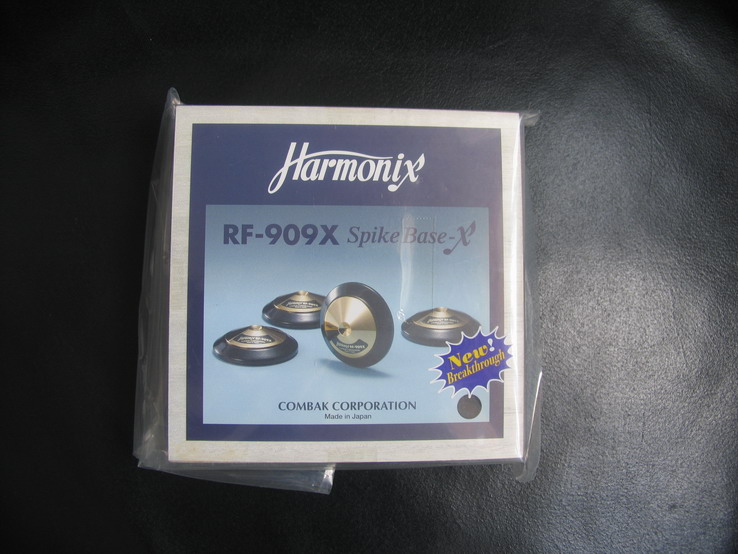 Harmonix
RF-909X Spike Base-X
New!
Breakthrough
COMBAK CORPORATION
Made in Japan